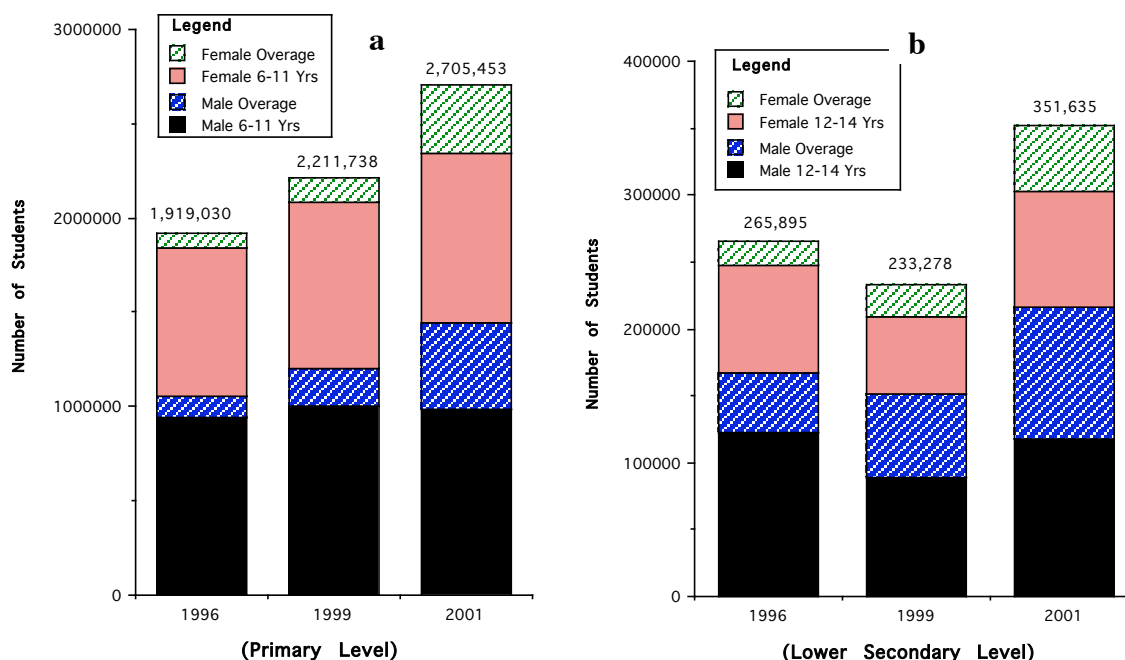 a
Legend
Female Overage
Female 6-11 Yrs
Male Overage
Male 6-11 Yrs
3000000
2000000
1000000
0
Number of Students
1,919,030
2,211,738
2,705,453
1996
1999
2001
(Primary Level)
b
Legend
Female Overage
Female 12-14 Yrs
Male Overage
Male 12-14 Yrs
400000
300000
200000
100000
0
Number of Students
265,895
233,278
351,635
1996
1999
2001
(Lower Secondary Level)